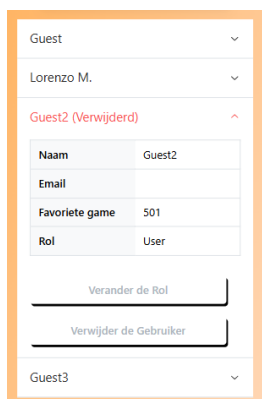 Guest
Lorenzo M.
Guest2 (Verwijderd)
Naam Guest2
Email
Favoriete game 501
Rol User
Verander de Rol
Verwijder de Gebruiker
Guest3